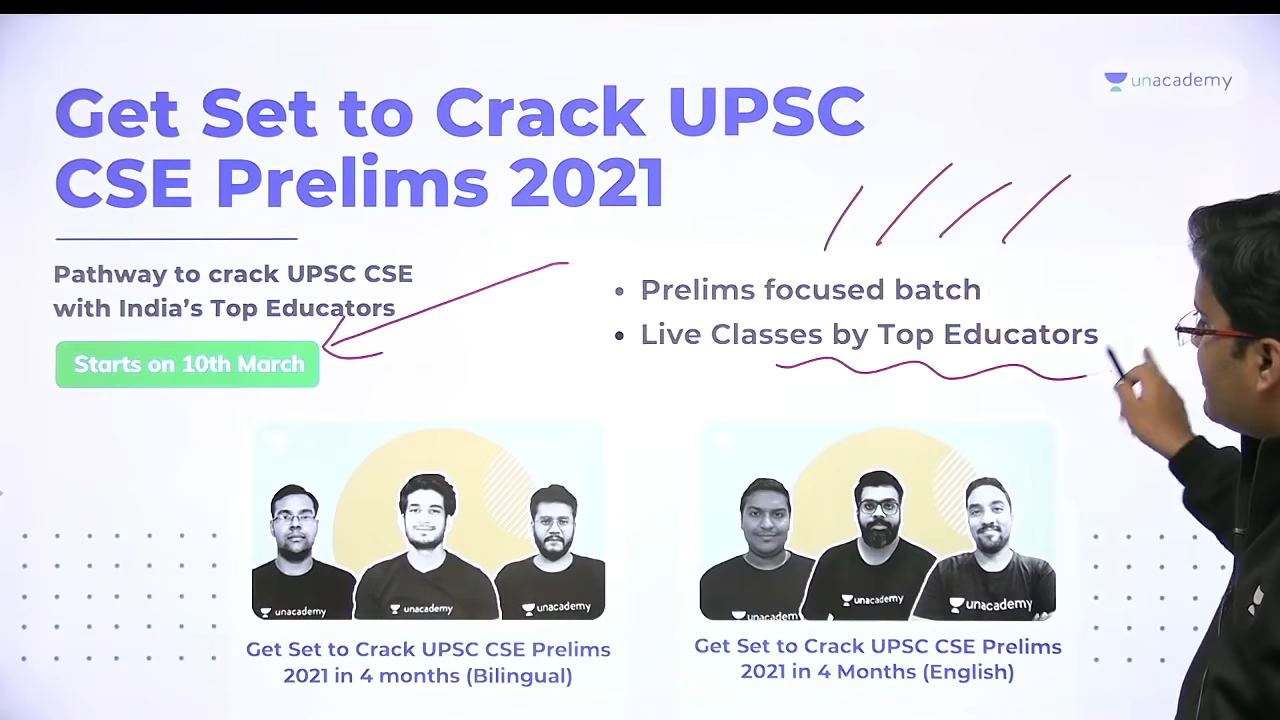 unacademy
Get Set to Crack UPSC
CSE Prelims 2021
Pathway to crack UPSC CSE
with India's Top Educators
Starts on 10th March
• Prelims focused batch
• Live Classes by Top Educators
unacademy
unacademy
unacademy
unacademy
unacademy
unacademy
Get Set to Crack UPSC CSE Prelims
2021 in 4 months (Bilingual)
Get Set to Crack UPSC CSE Prelims
2021 in 4 Months (English)